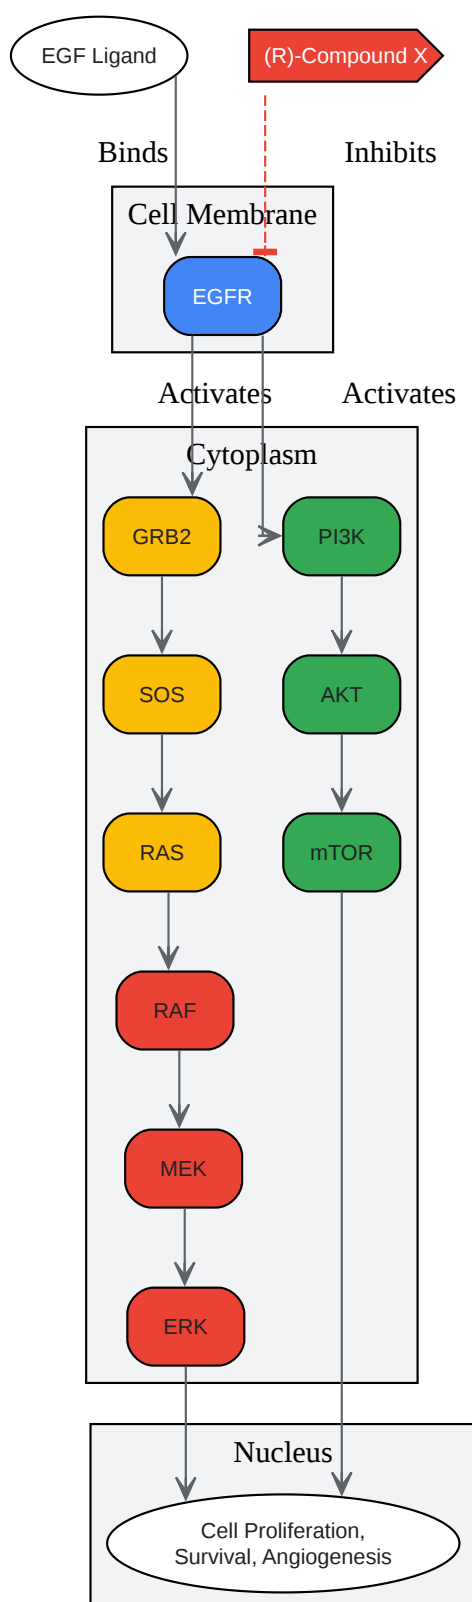 EGF Ligand
(R)-Compound X
Binds
Inhibits
Cell Membrane
EGFR
Activates
Activates
Cytoplasm
GRB2
PI3K
SOS
AKT
RAS
mTOR
RAF
MEK
ERK
Nucleus
Cell Proliferation,
Survival, Angiogenesis